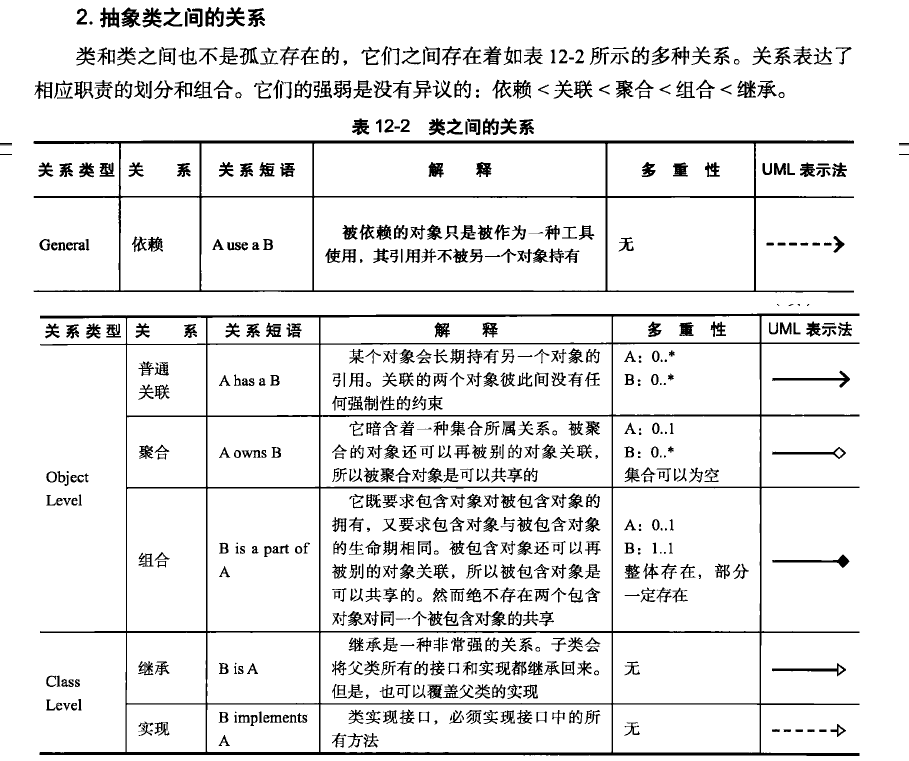 2. 抽象类之间的关系
类和类之间也不是孤立存在的，它们之间存在着如表 12-2 所示的多种关系。关系表达了
相应职责的划分和组合。它们的强弱是没有异议的：依赖 < 关联 < 聚合 < 组合 < 继承。
表 12-2 类之间的关系
关系类型 关 系 关系短语 解 释 多 重 性 UML 表示法
General 依赖 A use a B 被依赖的对象只是被作为一种工具
使用，其引用并不被另一个对象持有 无
关系类型 关 系 关系短语 解 释 多 重 性 UML 表示法
Object
Level
普通
关联
A has a B
某个对象会长期持有另一个对象的
引用。关联的两个对象彼此间没有任
何强制性的约束
A：0..*
B：0..*
聚合
A owns B
它暗含着一种集合所属关系。被聚
合的对象还可以再被别的对象关联，
所以被聚合对象是可以共享的
A：0..1
B：0..*
集合可以为空
组合
B is a part of
A
它既要求包含对象对被包含对象的
拥有，又要求包含对象与被包含对象
的生命期相同。被包含对象还可以再
被别的对象关联，所以被包含对象是
可以共享的。然而绝不存在两个包含
对象对同一个被包含对象的共享
A：0..1
B：1..1
整体存在，部分
一定存在
Class
Level
继承
B is A
继承是一种非常强的关系。子类会
将父类所有的接口和实现都继承回来。
但是，也可以覆盖父类的实现
无
实现
B implements
A
类实现接口，必须实现接口中的所
有方法
无